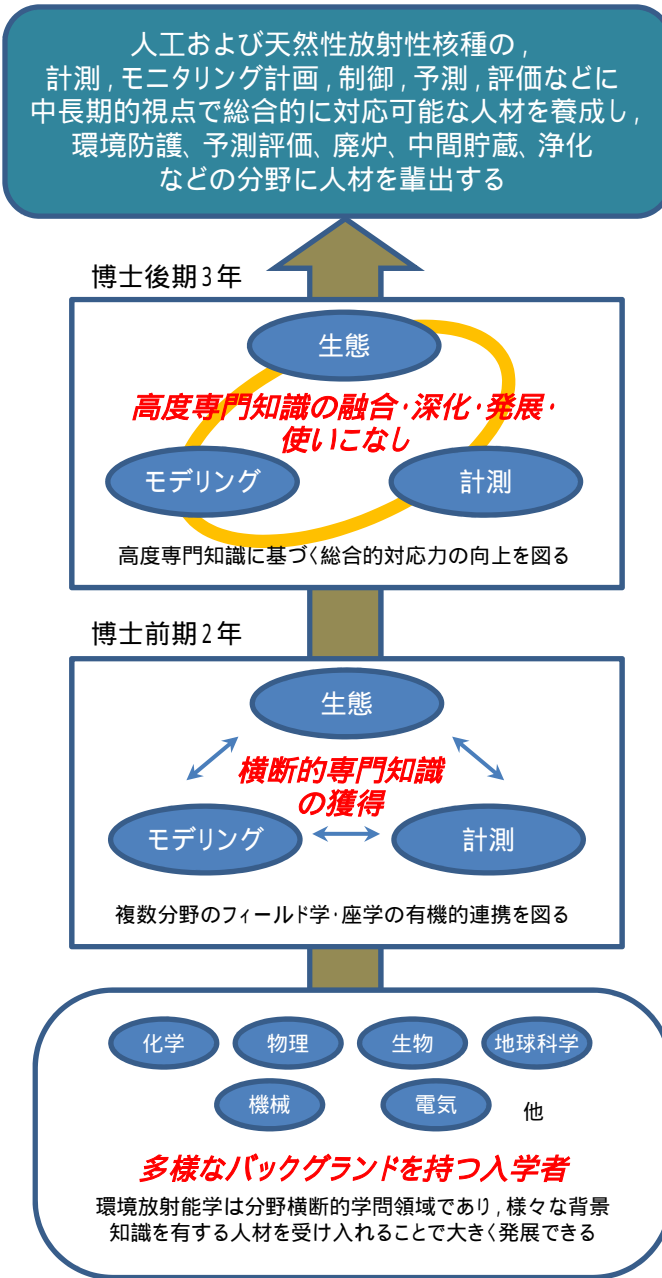 人工および天然性放射性核種の,
計測,モニタリング計画,制御,予測,評価などに
中長期的視点で総合的に対応可能な人材を養成し,
環境防護、予測評価、廃炉、中間貯蔵、浄化
などの分野に人材を輩出する
博士後期3年
生態
高度専門知識の融合・深化・発展・
使いこなし
モデリング
計測
高度専門知識に基づく総合的対応力の向上を図る
博士前期2年
生態
横断的専門知識
の獲得
モデリング
計測
複数分野のフィールド学・座学の有機的連携を図る
化学
物理
生物
地球科学
機械
電気
他
多様なバックグランドを持つ入学者
環境放射能学は分野横断的学問領域であり,様々な背景
知識を有する人材を受け入れることで大きく発展できる